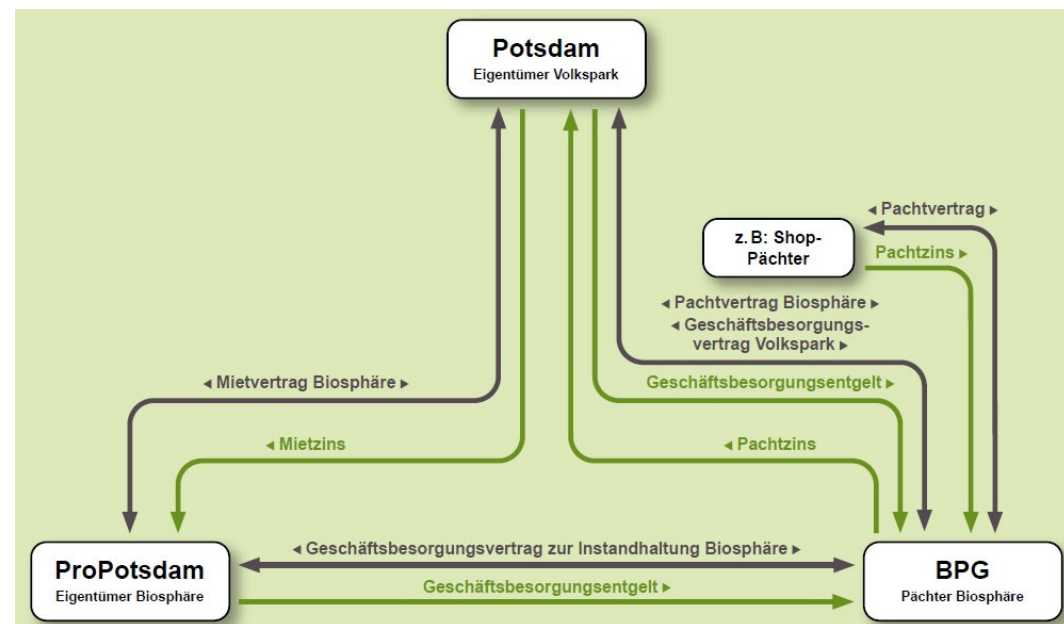 Potsdam
Eigentümer Volkspark
◄ Pachtvertrag ►
z. B: Shop-
Pächter
Pachtzins ►
◄ Pachtvertrag Biosphäre ►
◄ Geschäftsbesorgungs-
vertrag Volkspark ►
◄ Mietvertrag Biosphäre ►
Geschäftsbesorgungsentgelt ►
◄ Mietzins
◄ Pachtzins
◄ Geschäftsbesorgungsvertrag zur Instandhaltung Biosphäre ►
ProPotsdam
Eigentümer Biosphäre
Geschäftsbesorgungsentgelt ►
BPG
Pächter Biosphäre